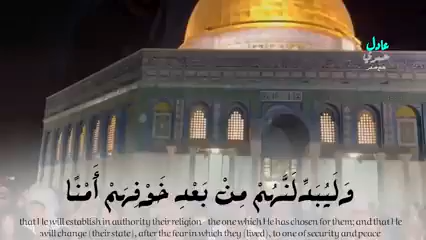 عادل
وَلَيُبَدِّلَنَّهُمْ مِنْ بَعْدِ خَوْفِهِمْ أَمْنًا
that He will establish in authority their religion - the one which He has chosen for them; and that He
will change (their state), after the fear in which they (lived), to one of security and peace